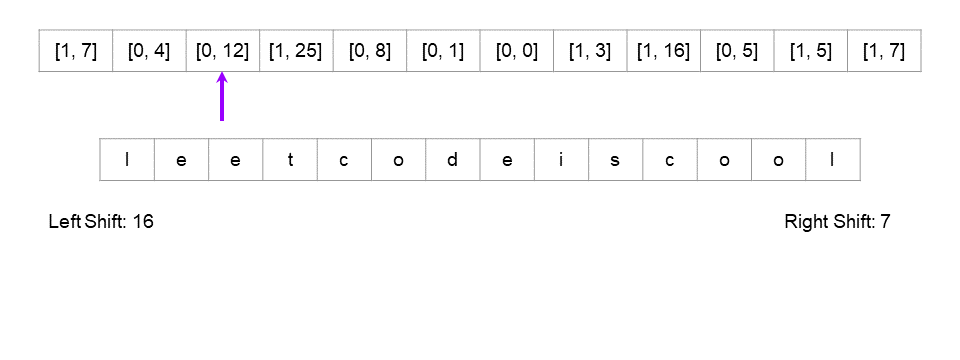 [1, 7] [0, 4] [0, 12] [1, 25] [0, 8] [0, 1] [0, 0] [1, 3] [1, 16] [0, 5] [1, 5] [1, 7]
l e e t c o d e i s c o o l
Left Shift: 16 Right Shift: 7